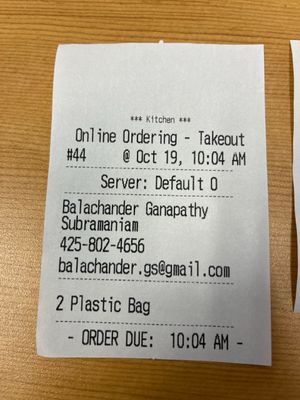 *** Kitchen ***
Online Ordering - Takeout
#44 @ Oct 19, 10:04 AM
Server: Default O
Balachander Ganapathy
Subramaniam
425-802-4656
balachander.gs@gmail.com
2 Plastic Bag
- ORDER DUE: 10:04 AM -